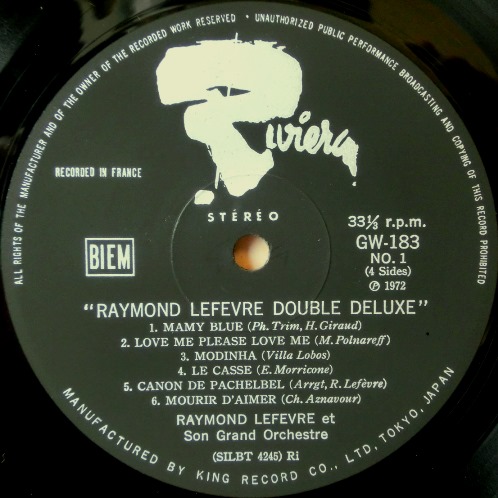 ALL RIGHTS OF THE MANUFACTURER AND OF THE OWNER OF THE RECORDED WORK RESERVED • UNAUTHORIZED PUBLIC PERFORMANCE BROADCASTING AND COPYING OF THIS RECORD PROHIBITED
Riviera
RECORDED IN FRANCE
STÉRÉO
33⅓ r.p.m.
GW-183
NO. 1
(4 Sides)
Ⓟ 1972
BIEM
"RAYMOND LEFEVRE DOUBLE DELUXE"
1. MAMY BLUE (Ph. Trim, H. Giraud)
2. LOVE ME PLEASE LOVE ME (M. Polnareff)
3. MODINHA (Villa Lobos)
4. LE CASSE (E. Morricone)
5. CANON DE PACHELBEL (Arrgt, R. Lefèvre)
6. MOURIR D'AIMER (Ch. Aznavour)
RAYMOND LEFEVRE et
Son Grand Orchestre
(SILBT 4245) Ri
MANUFACTURED BY KING RECORD CO., LTD, TOKYO, JAPAN